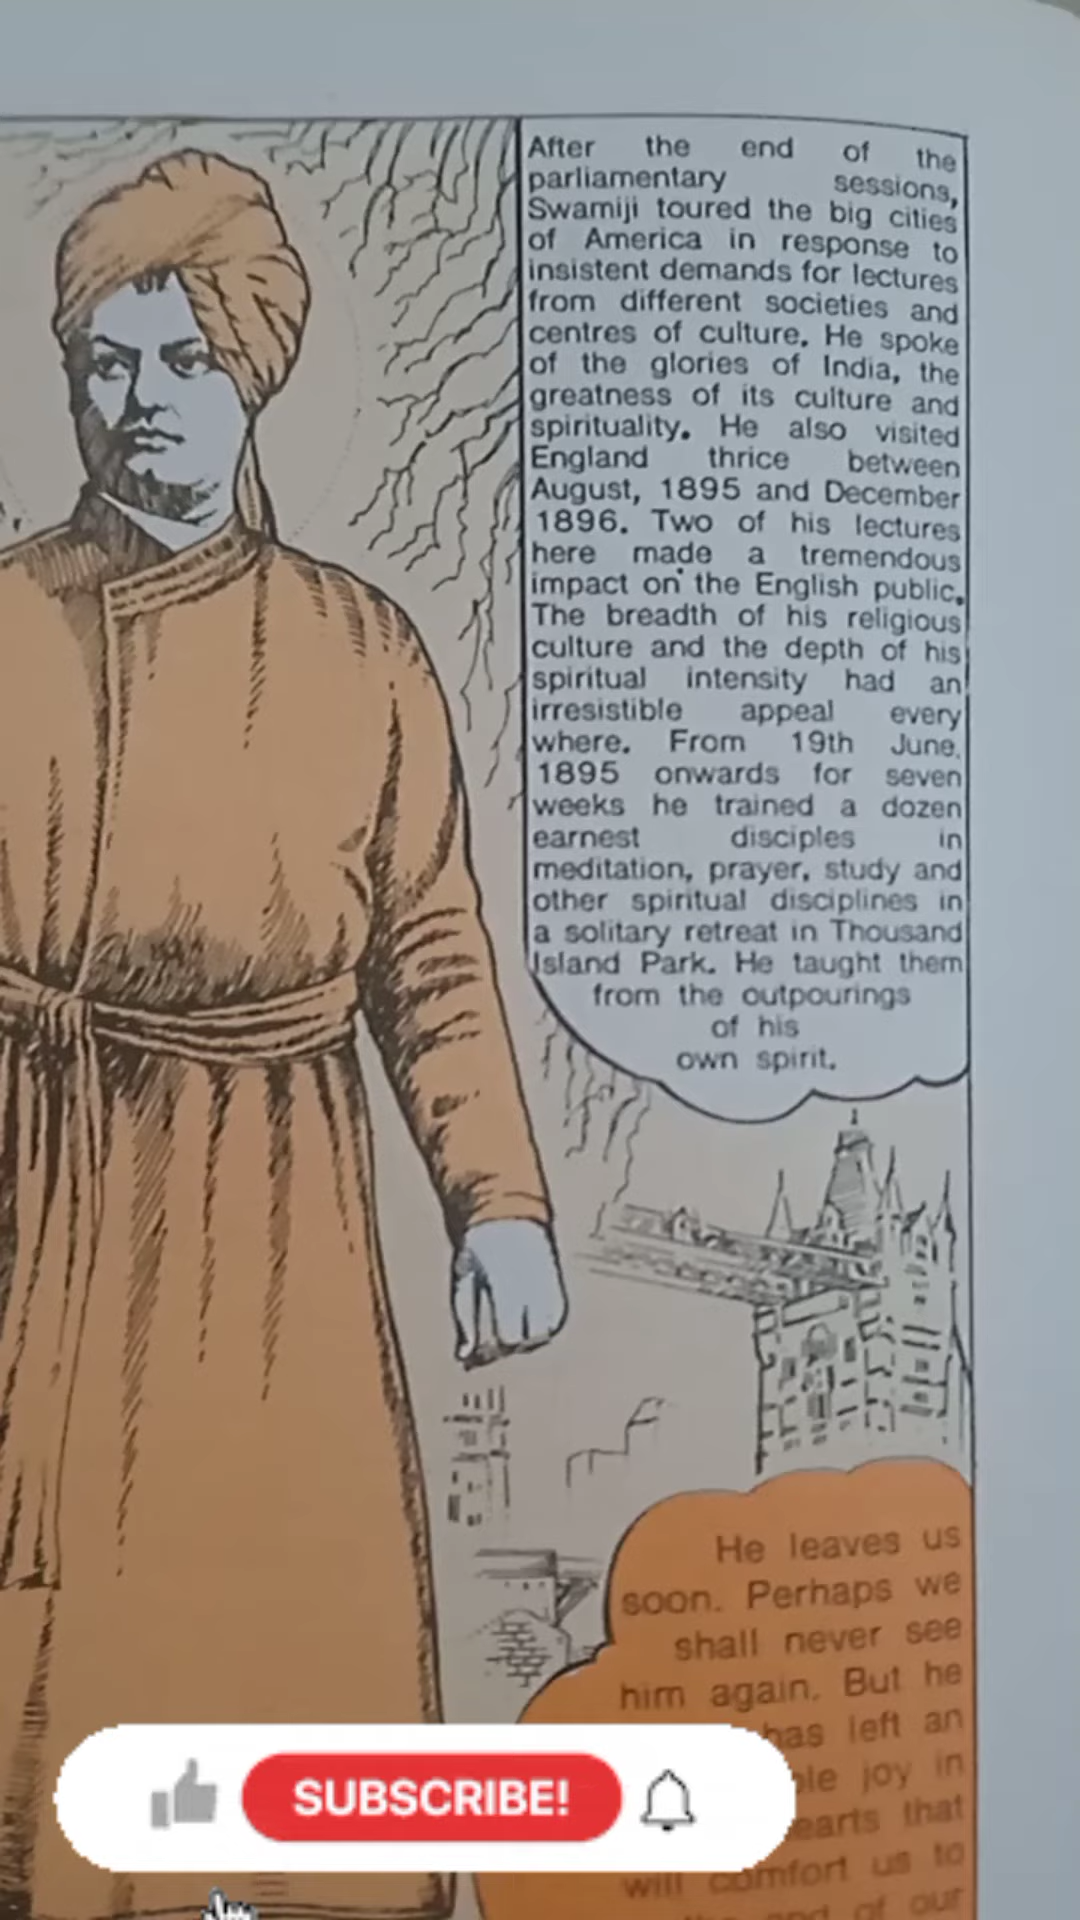 After the end of the
parliamentary sessions,
Swamiji toured the big cities
of America in response to
insistent demands for lectures
from different societies and
centres of culture. He spoke
of the glories of India, the
greatness of its culture and
spirituality. He also visited
England thrice between
August, 1895 and December
1896. Two of his lectures
here made a tremendous
impact on the English public.
The breadth of his religious
culture and the depth of his
spiritual intensity had an
irresistible appeal every
where. From 19th June,
1895 onwards for seven
weeks he trained a dozen
earnest disciples in
meditation, prayer, study and
other spiritual disciplines in
a solitary retreat in Thousand
Island Park. He taught them
from the outpourings
of his
own spirit.
He leaves us
soon. Perhaps we
shall never see
him again. But he
has left an
joy in
that
will comfort us to
of our
SUBSCRIBE!